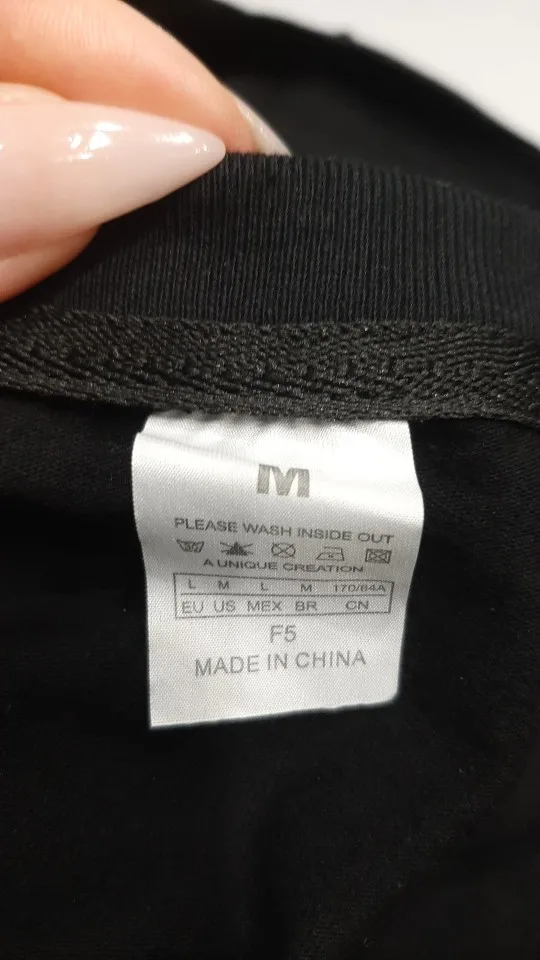 M
PLEASE WASH INSIDE OUT
A UNIQUE CREATION
L M L M 170/84A
EU US MEX BR CN
F5
MADE IN CHINA